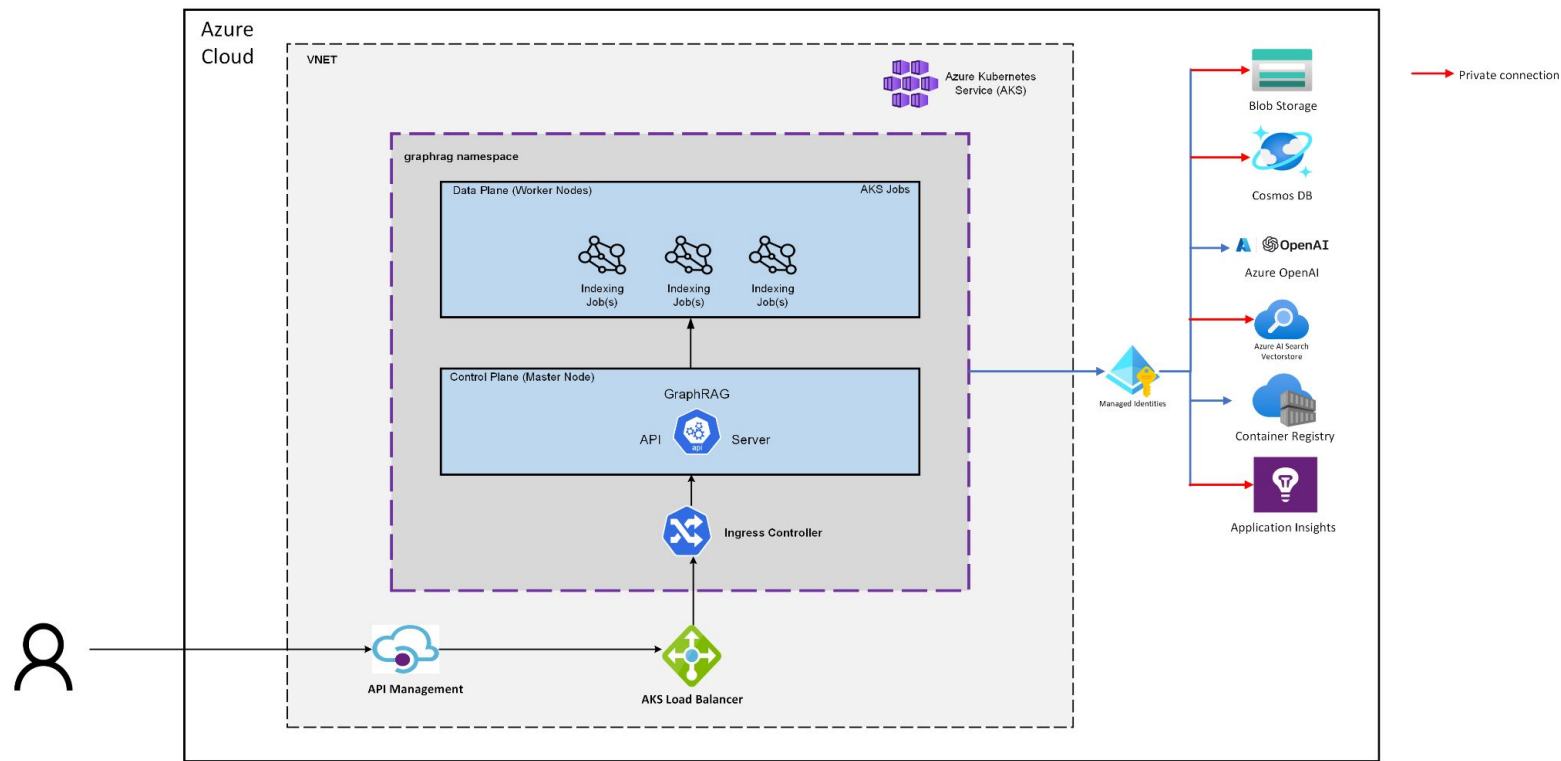 Azure
Cloud
VNET
Azure Kubernetes
Service (AKS)
graphrag namespace
Data Plane (Worker Nodes)
AKS Jobs
Indexing
Job(s)
Indexing
Job(s)
Indexing
Job(s)
Control Plane (Master Node)
GraphRAG
API
api
Server
Ingress Controller
API Management
AKS Load Balancer
Managed Identities
Blob Storage
Cosmos DB
OpenAI
Azure OpenAI
Azure AI Search
Vectorstore
Container Registry
Application Insights
Private connection